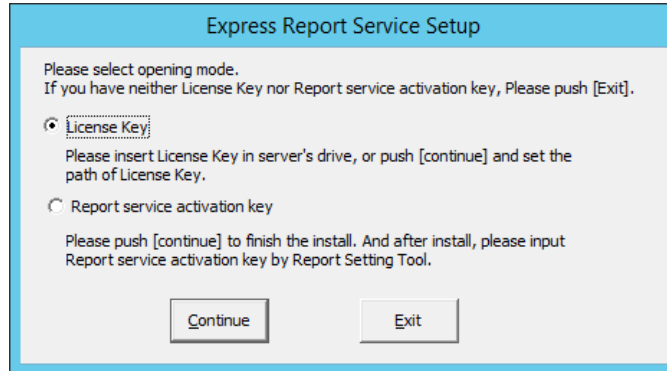 Express Report Service Setup
Please select opening mode.
If you have neither License Key nor Report service activation key, Please push [Exit].
License Key
Please insert License Key in server's drive, or push [continue] and set the
path of License Key.
Report service activation key
Please push [continue] to finish the install. And after install, please input
Report service activation key by Report Setting Tool.
Continue
Exit